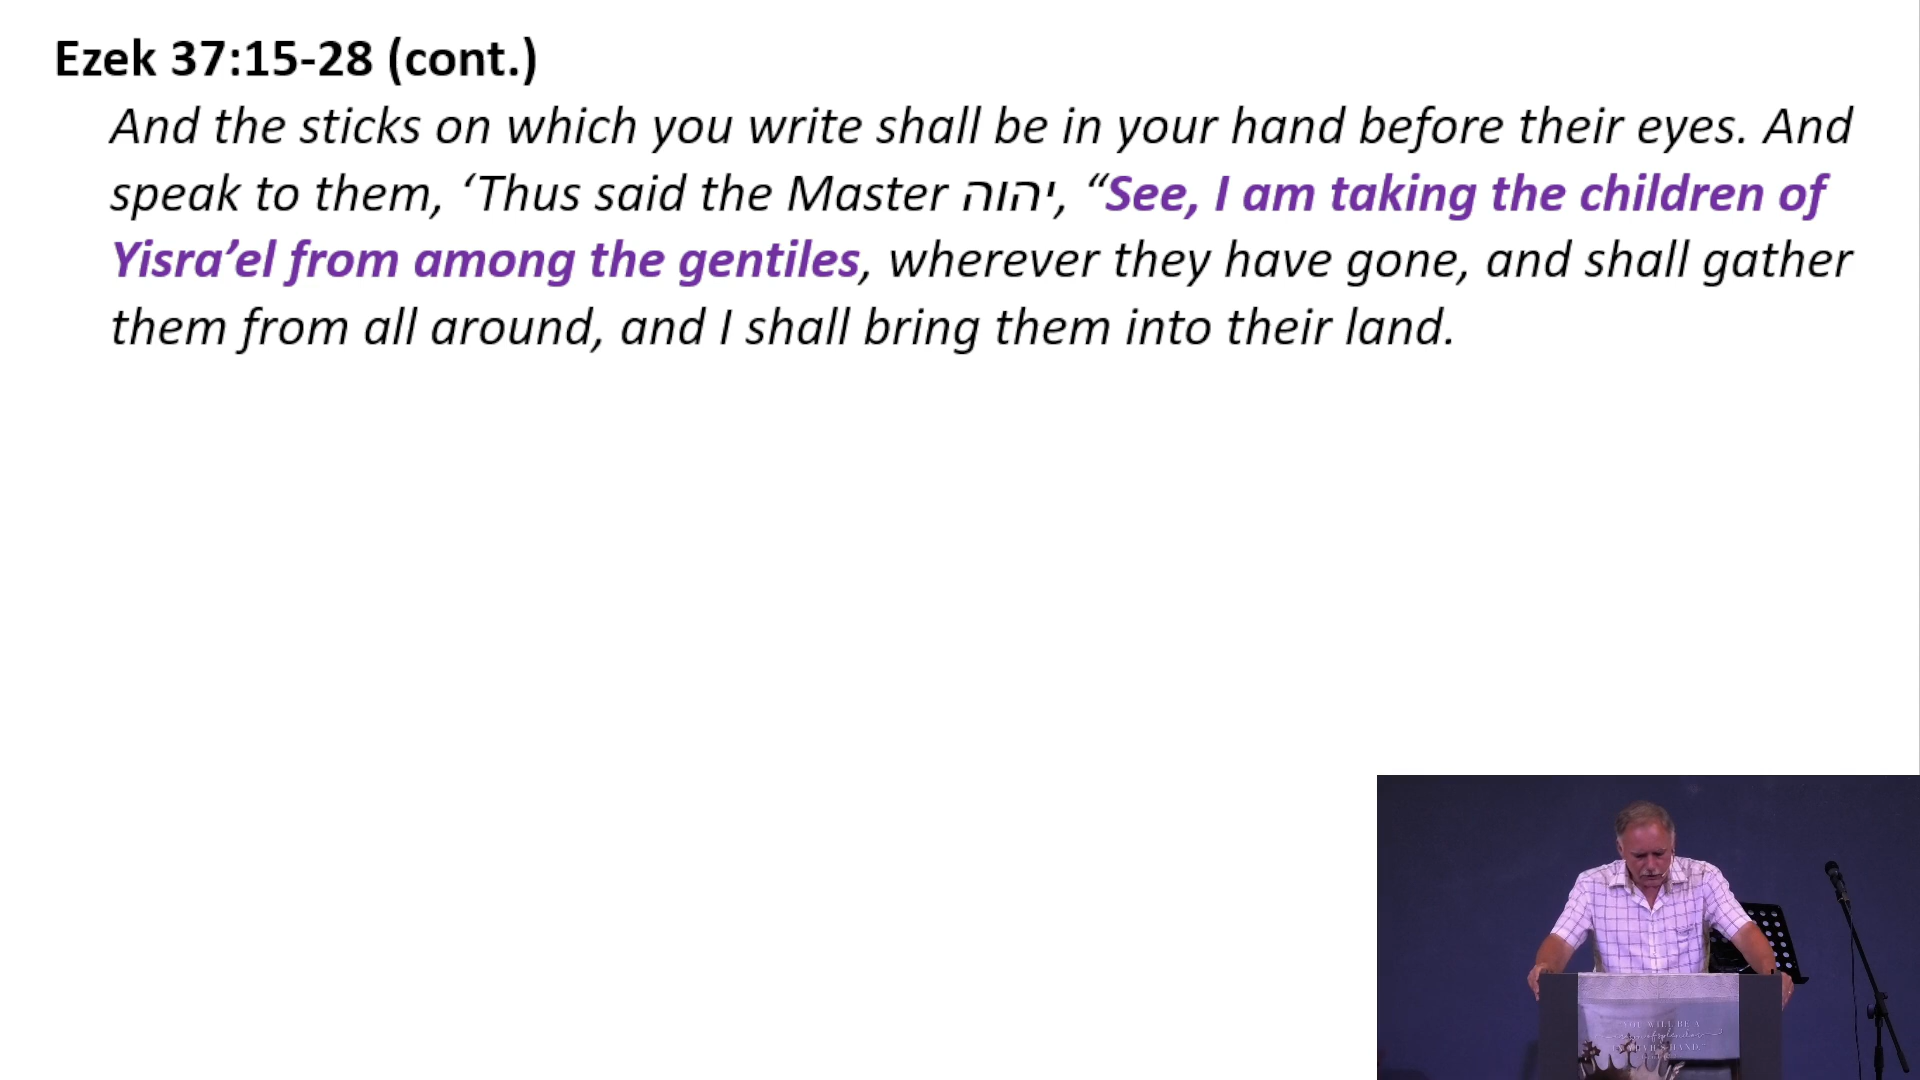 Ezek 37:15-28 (cont.)
And the sticks on which you write shall be in your hand before their eyes. And
speak to them, ‘Thus said the Master יהוה, “See, I am taking the children of
Yisra’el from among the gentiles, wherever they have gone, and shall gather
them from all around, and I shall bring them into their land.
YOU WILL BE A